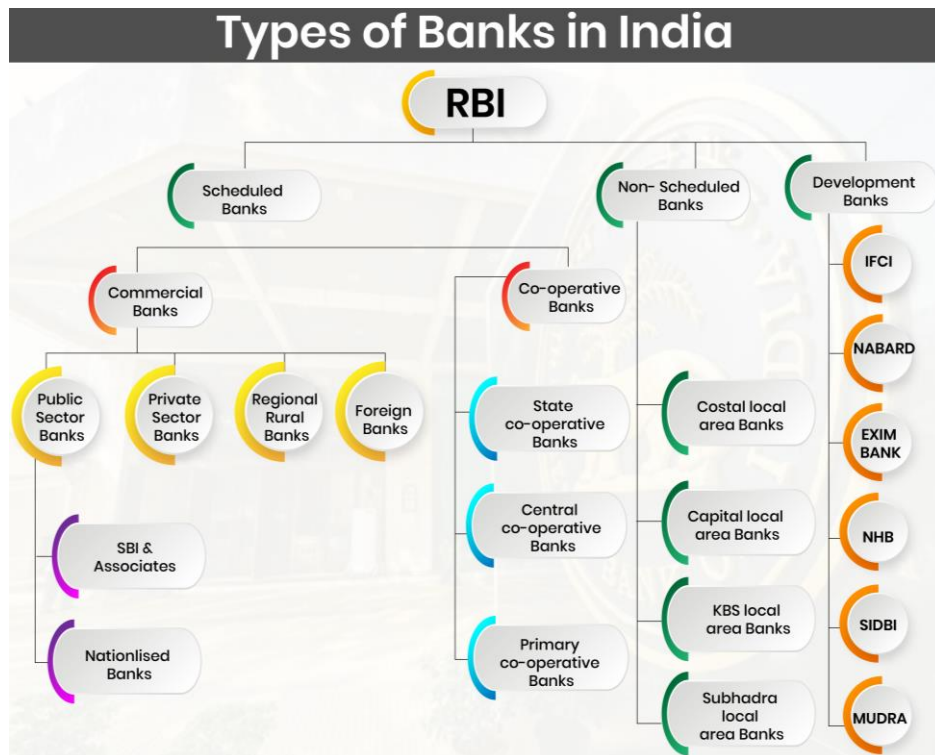 Types of Banks in India
RBI
Scheduled
Banks
Non- Scheduled
Banks
Development
Banks
Commercial
Banks
Co-operative
Banks
Public
Sector
Banks
Private
Sector
Banks
Regional
Rural
Banks
Foreign
Banks
SBI &
Associates
Nationlised
Banks
State
co-operative
Banks
Central
co-operative
Banks
Primary
co-operative
Banks
Costal local
area Banks
Capital local
area Banks
KBS local
area Banks
Subhadra
local
area Banks
IFCI
NABARD
EXIM
BANK
NHB
SIDBI
MUDRA